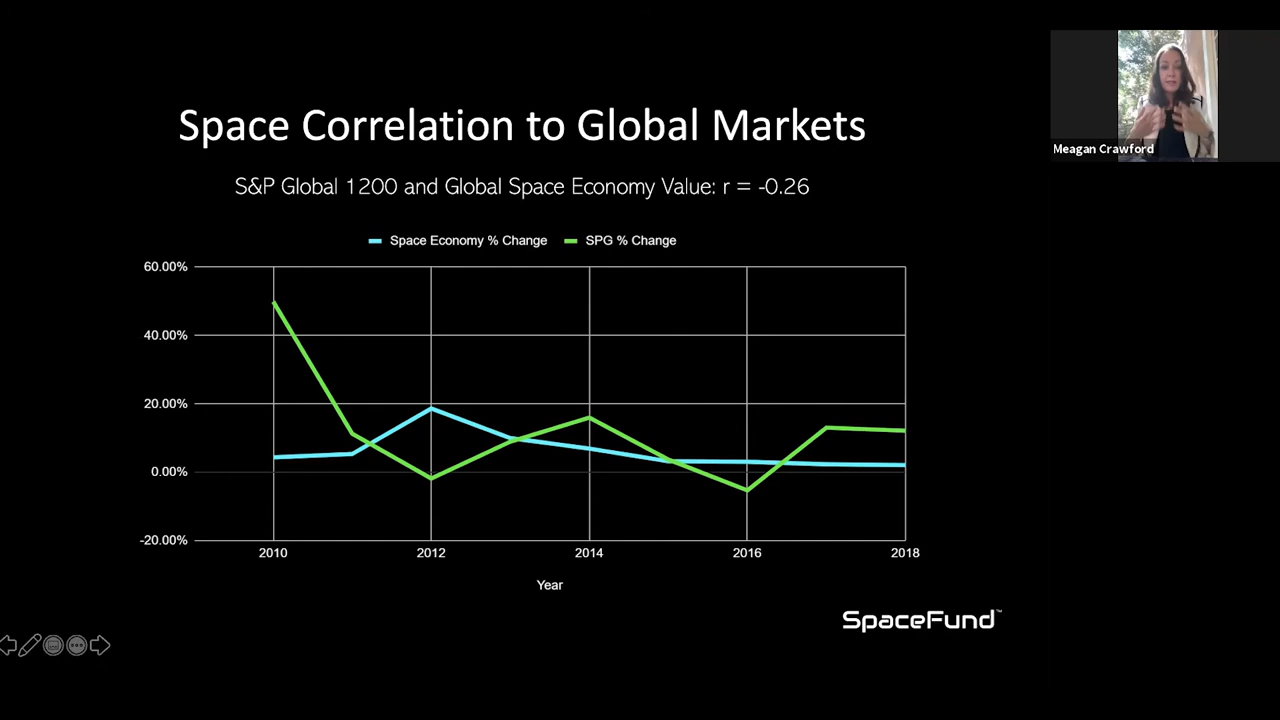 Space Correlation to Global Markets
S&P Global 1200 and Global Space Economy Value: r = -0.26
Space Economy % Change
SPG % Change
60.00%
40.00%
20.00%
0.00%
-20.00%
2010
2012
2014
2016
2018
Year
SpaceFund™
Meagan Crawford